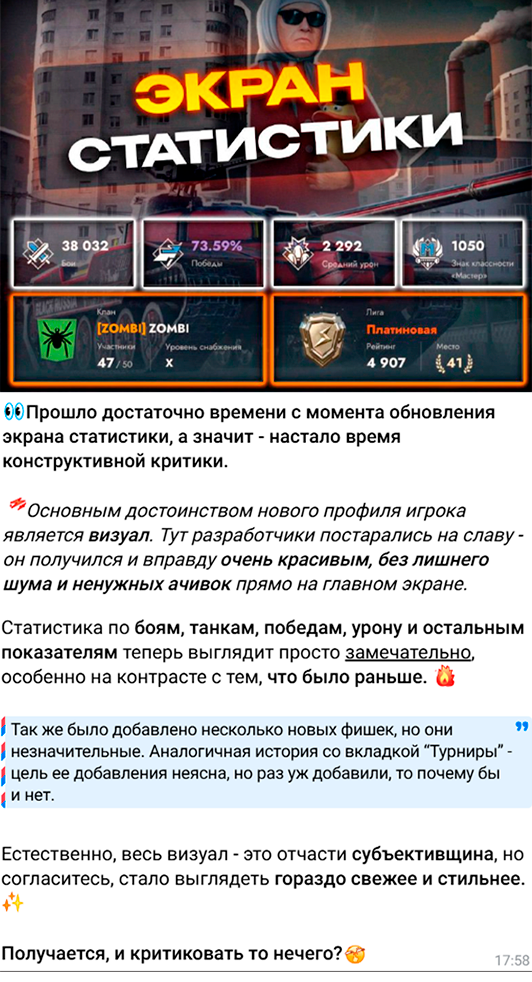 ЭКРАН
СТАТИСТИКИ
38 032
Бои
73.59%
Победы
2 292
Средний урон
1050
Знак классности
«Мастер»
Клан
[ZOMBI] ZOMBI
Участники
Уровень снабжения
47 / 50
X
Лига
Платиновая
Рейтинг
Место
4 907
41
👀Прошло достаточно времени с момента обновления
экрана статистики, а значит - настало время
конструктивной критики.
Основным достоинством нового профиля игрока
является визуал. Тут разработчики постарались на славу -
он получился и вправду очень красивым, без лишнего
шума и ненужных ачивок прямо на главном экране.
Статистика по боям, танкам, победам, урону и остальным
показателям теперь выглядит просто замечательно,
особенно на контрасте с тем, что было раньше. 🔥
Так же было добавлено несколько новых фишек, но они
незначительные. Аналогичная история со вкладкой “Турниры” -
цель ее добавления неясна, но раз уж добавили, то почему бы
и нет.
Естественно, весь визуал - это отчасти субъективщина, но
согласитесь, стало выглядеть гораздо свежее и стильнее.
✨
Получается, и критиковать то нечего?
17:58